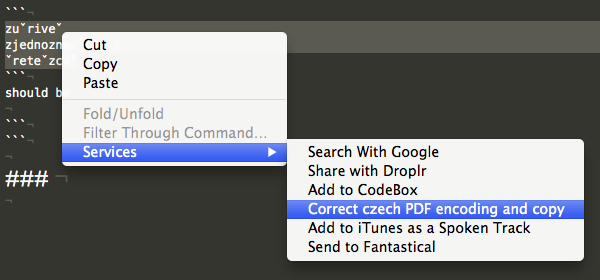 ```¬
zuˇriveˇ
zjednozn
ˇreteˇzc
```¬
should b
¬
```¬
```¬
¬
### ¬
¬
Cut
Copy
Paste
Fold/Unfold
Filter Through Command...
Services ▶
Search With Google
Share with Droplr
Add to CodeBox
Correct czech PDF encoding and copy
Add to iTunes as a Spoken Track
Send to Fantastical